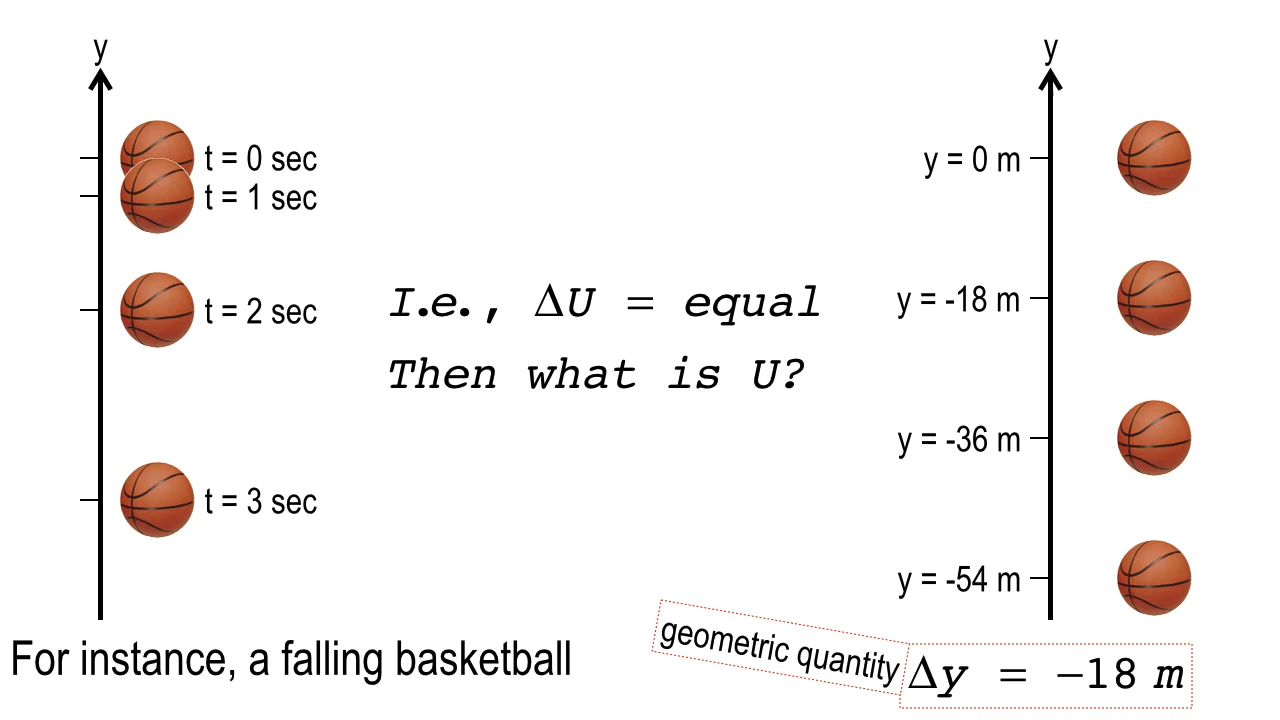 y
t = 0 sec
t = 1 sec
t = 2 sec
t = 3 sec
I.e., ΔU = equal
Then what is U?
y
y = 0 m
y = -18 m
y = -36 m
y = -54 m
For instance, a falling basketball
geometric quantity
Δy = −18 m